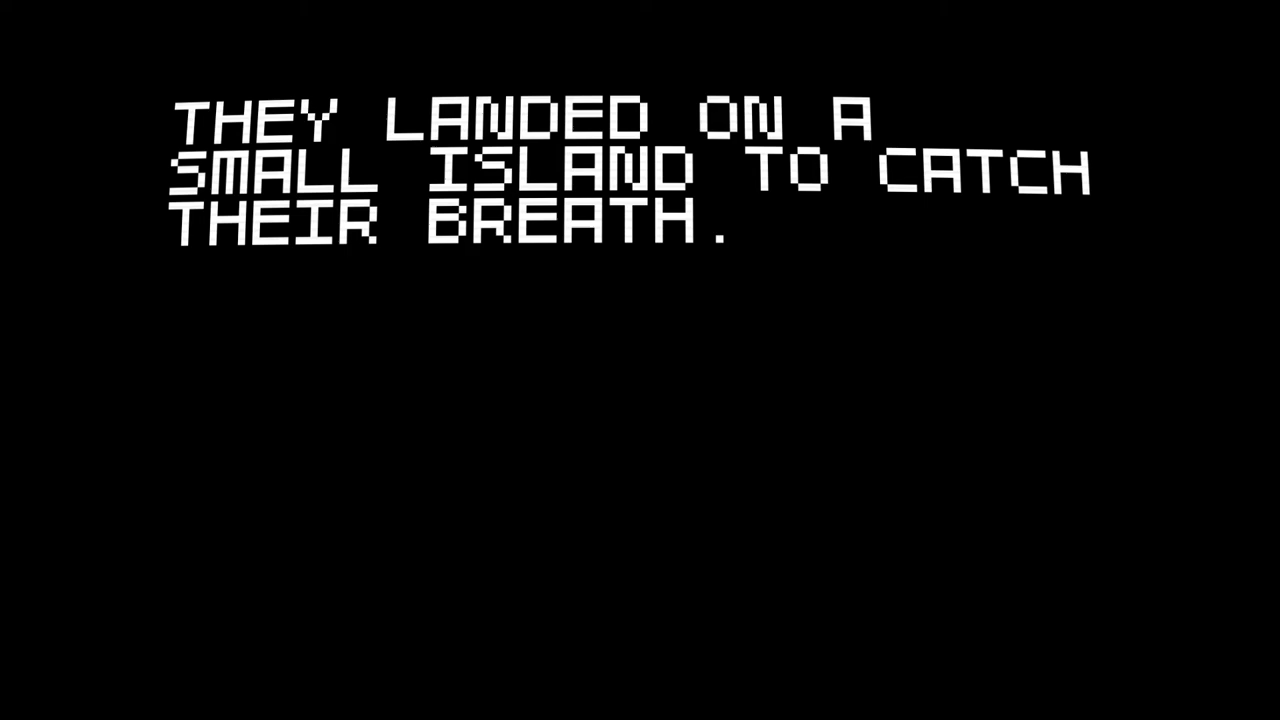 THEY LANDED ON A
SMALL ISLAND TO CATCH
THEIR BREATH.